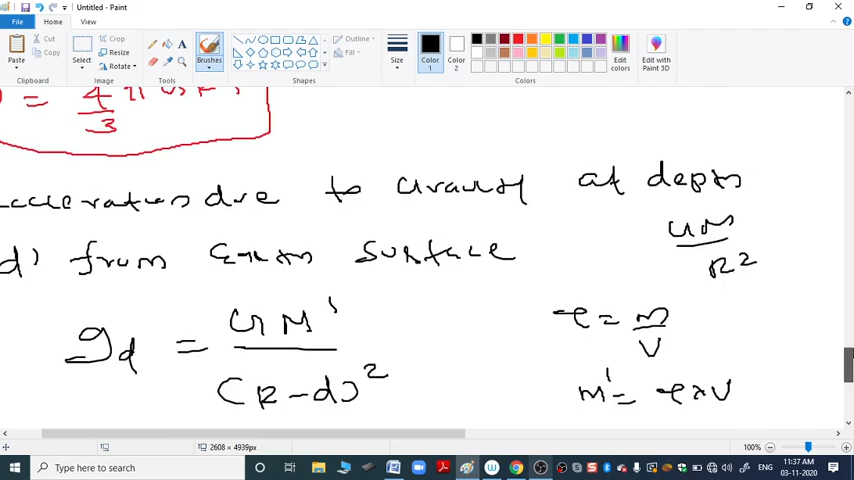 Untitled - Paint
File Home View
Paste Cut Copy Clipboard
Select Crop Resize Rotate Image
Tools
Brushes
Outline Fill Shapes
Size
Color 1 Color 2 Edit colors Edit with Paint 3D Colors
= 4/3 π
acceleration due to Gravity at depth
d) from Earth surface
GM/R²
g_d = GM'/(R-d)²
ρ = m/V
M' = ρ×V
2608 × 4939px 100%
Type here to search ENG 11:37 AM 03-11-2020